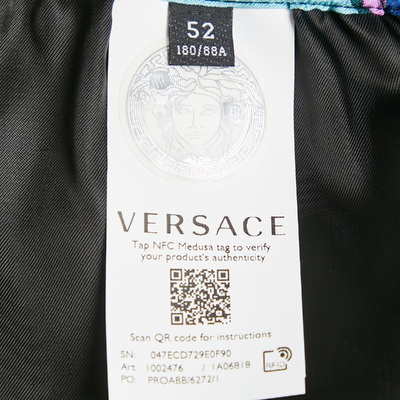 52
180/88A
VERSACE
Tap NFC Medusa tag to verify
your product's authenticity
Scan QR code for instructions
SN: 047ECD729E0F90
Art: 1002476 / 1A06818
PO: PROABB/6272/1
RFID